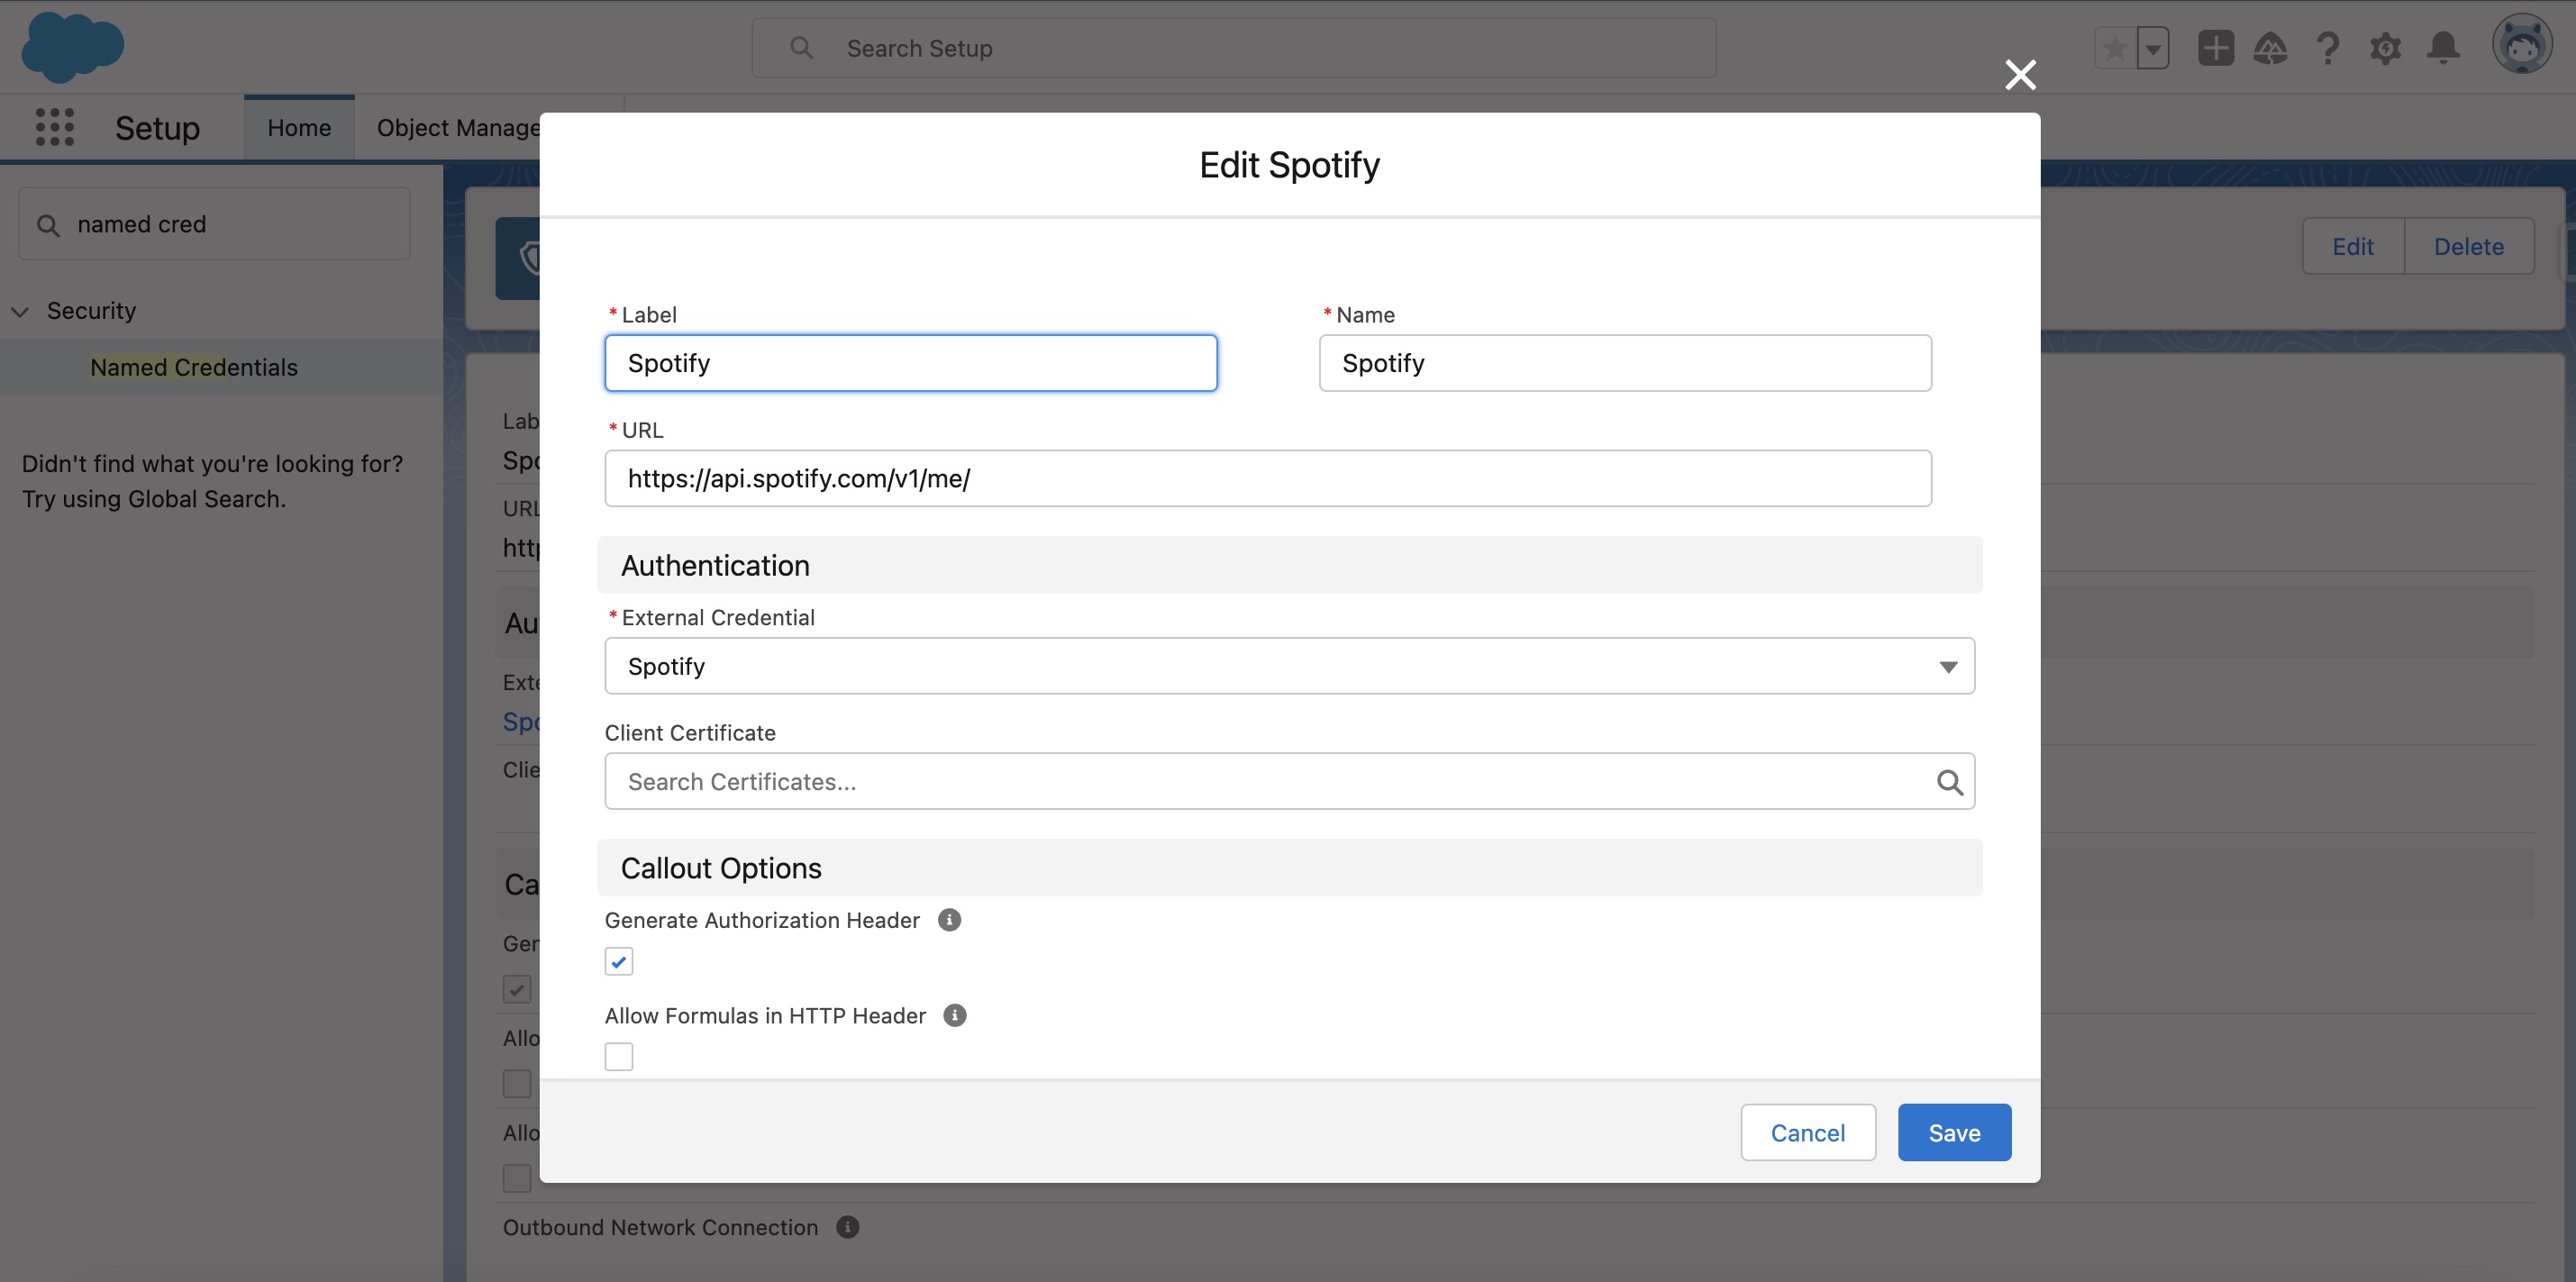 Search Setup
Setup
Home
Object Manage
named cred
Security
Named Credentials
Didn't find what you're looking for?
Try using Global Search.
Edit
Delete
Lab
Spo
URL
http
Au
Exte
Spo
Clie
Ca
Gen
Allo
Allo
Outbound Network Connection
Edit Spotify
* Label
* Name
Spotify
Spotify
* URL
https://api.spotify.com/v1/me/
Authentication
* External Credential
Spotify
Client Certificate
Search Certificates...
Callout Options
Generate Authorization Header
Allow Formulas in HTTP Header
Cancel
Save